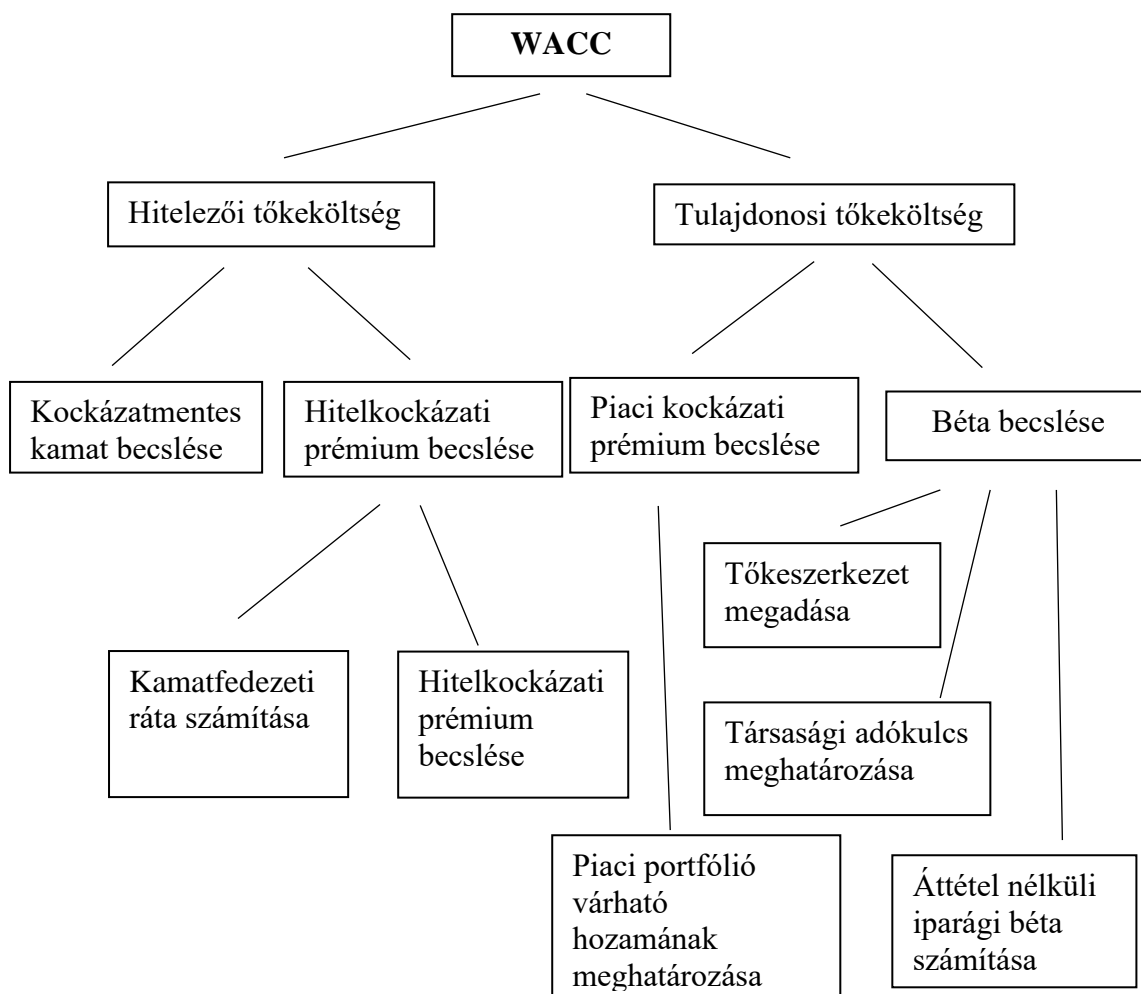 WACC
Hitelezői tőkeköltség
Tulajdonosi tőkeköltség
Kockázatmentes
kamat becslése
Hitelkockázati
prémium becslése
Piaci kockázati
prémium becslése
Béta becslése
Kamatfedezeti
ráta számítása
Hitelkockázati
prémium
becslése
Tőkeszerkezet
megadása
Társasági adókulcs
meghatározása
Piaci portfólió
várható
hozamának
meghatározása
Áttétel nélküli
iparági béta
számítása